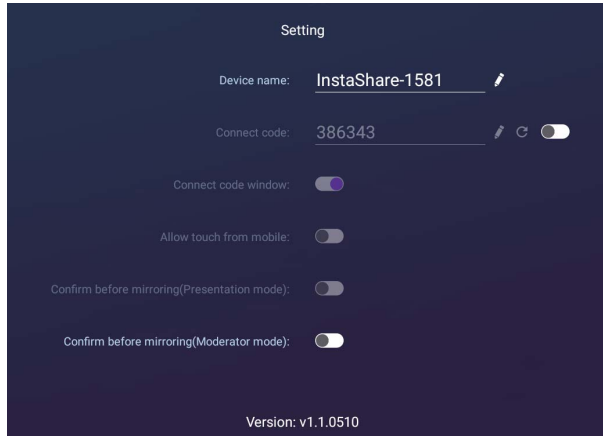 Setting
Device name: InstaShare-1581
Connect code: 386343
Connect code window:
Allow touch from mobile:
Confirm before mirroring(Presentation mode):
Confirm before mirroring(Moderator mode):
Version: v1.1.0510